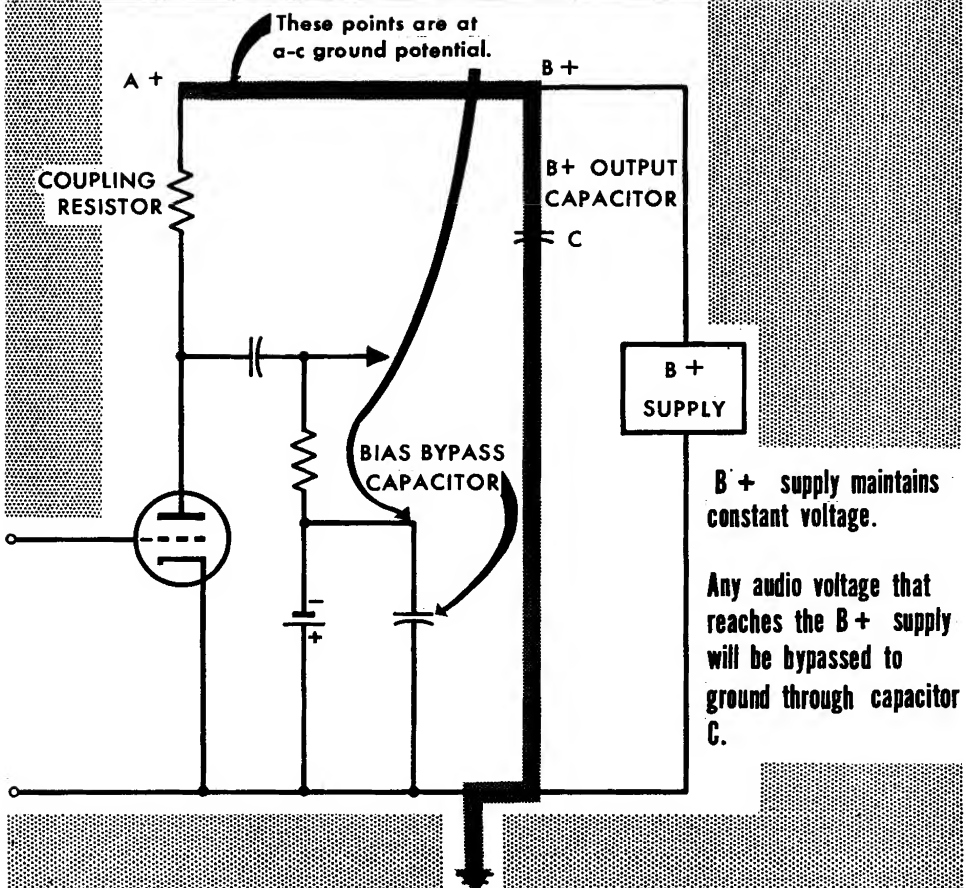 These points are at
a-c ground potential.
A +
B +
COUPLING
RESISTOR
B+ OUTPUT
CAPACITOR
C
B +
SUPPLY
BIAS BYPASS
CAPACITOR
-
+
B + supply maintains
constant voltage.
Any audio voltage that
reaches the B + supply
will be bypassed to
ground through capacitor
C.